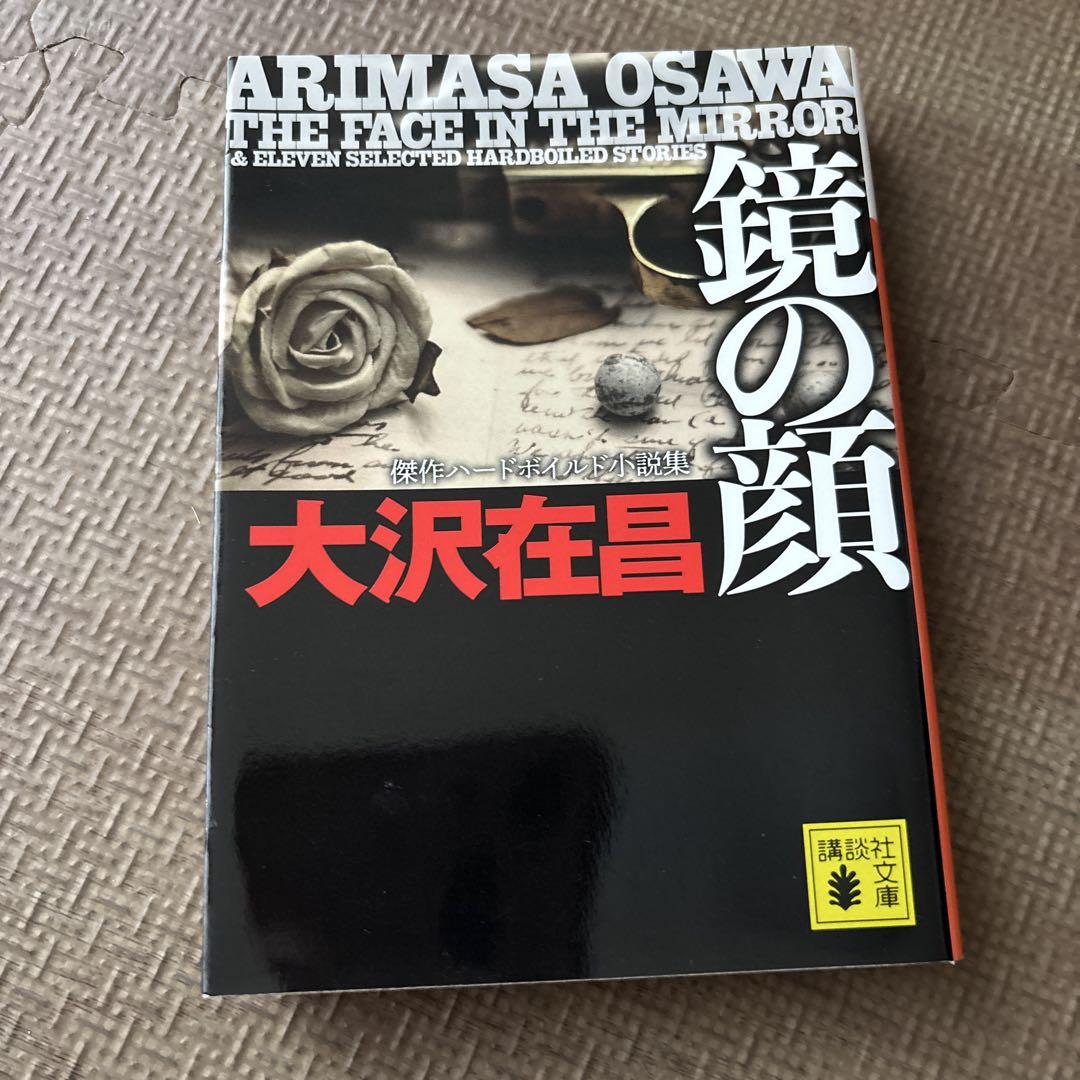 ARIMASA OSAWA
THE FACE IN THE MIRROR
& ELEVEN SELECTED HARDBOILED STORIES
鏡の顔
傑作ハードボイルド小説集
大沢在昌
講談社
文庫